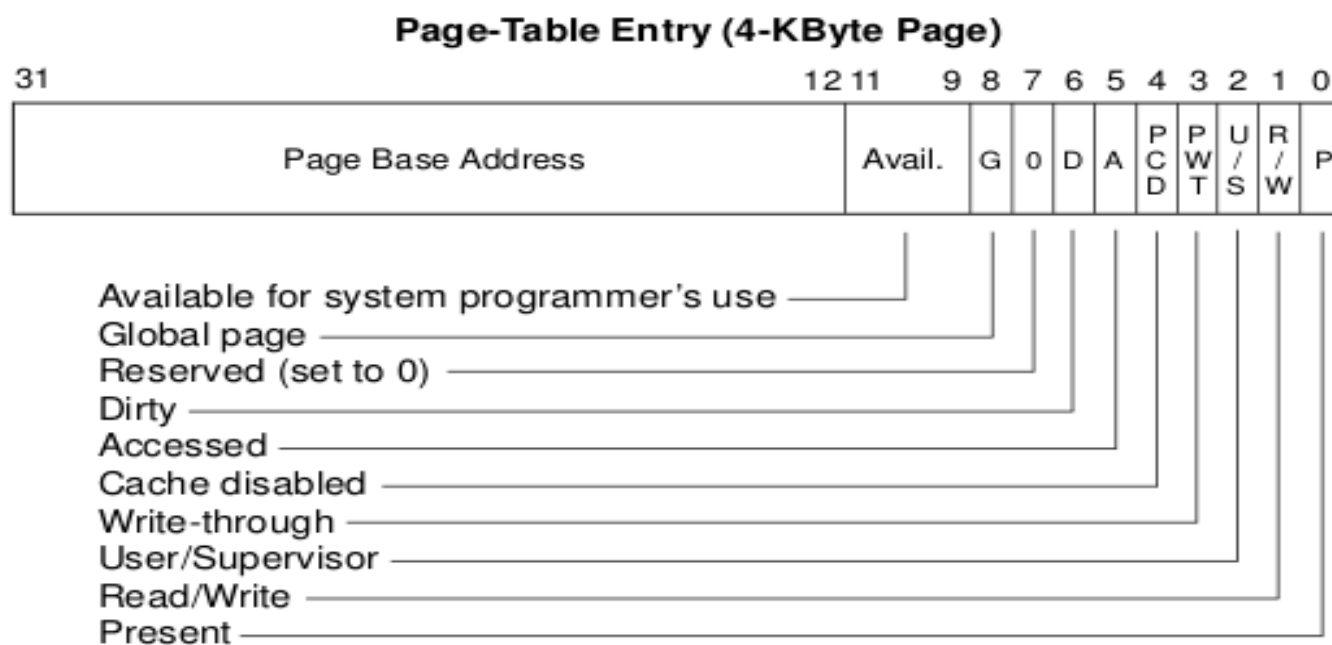 Page-Table Entry (4-KByte Page)
31 12 11 9 8 7 6 5 4 3 2 1 0
Page Base Address Avail. G 0 D A PCD PWT U/S R/W P
Available for system programmer's use
Global page
Reserved (set to 0)
Dirty
Accessed
Cache disabled
Write-through
User/Supervisor
Read/Write
Present